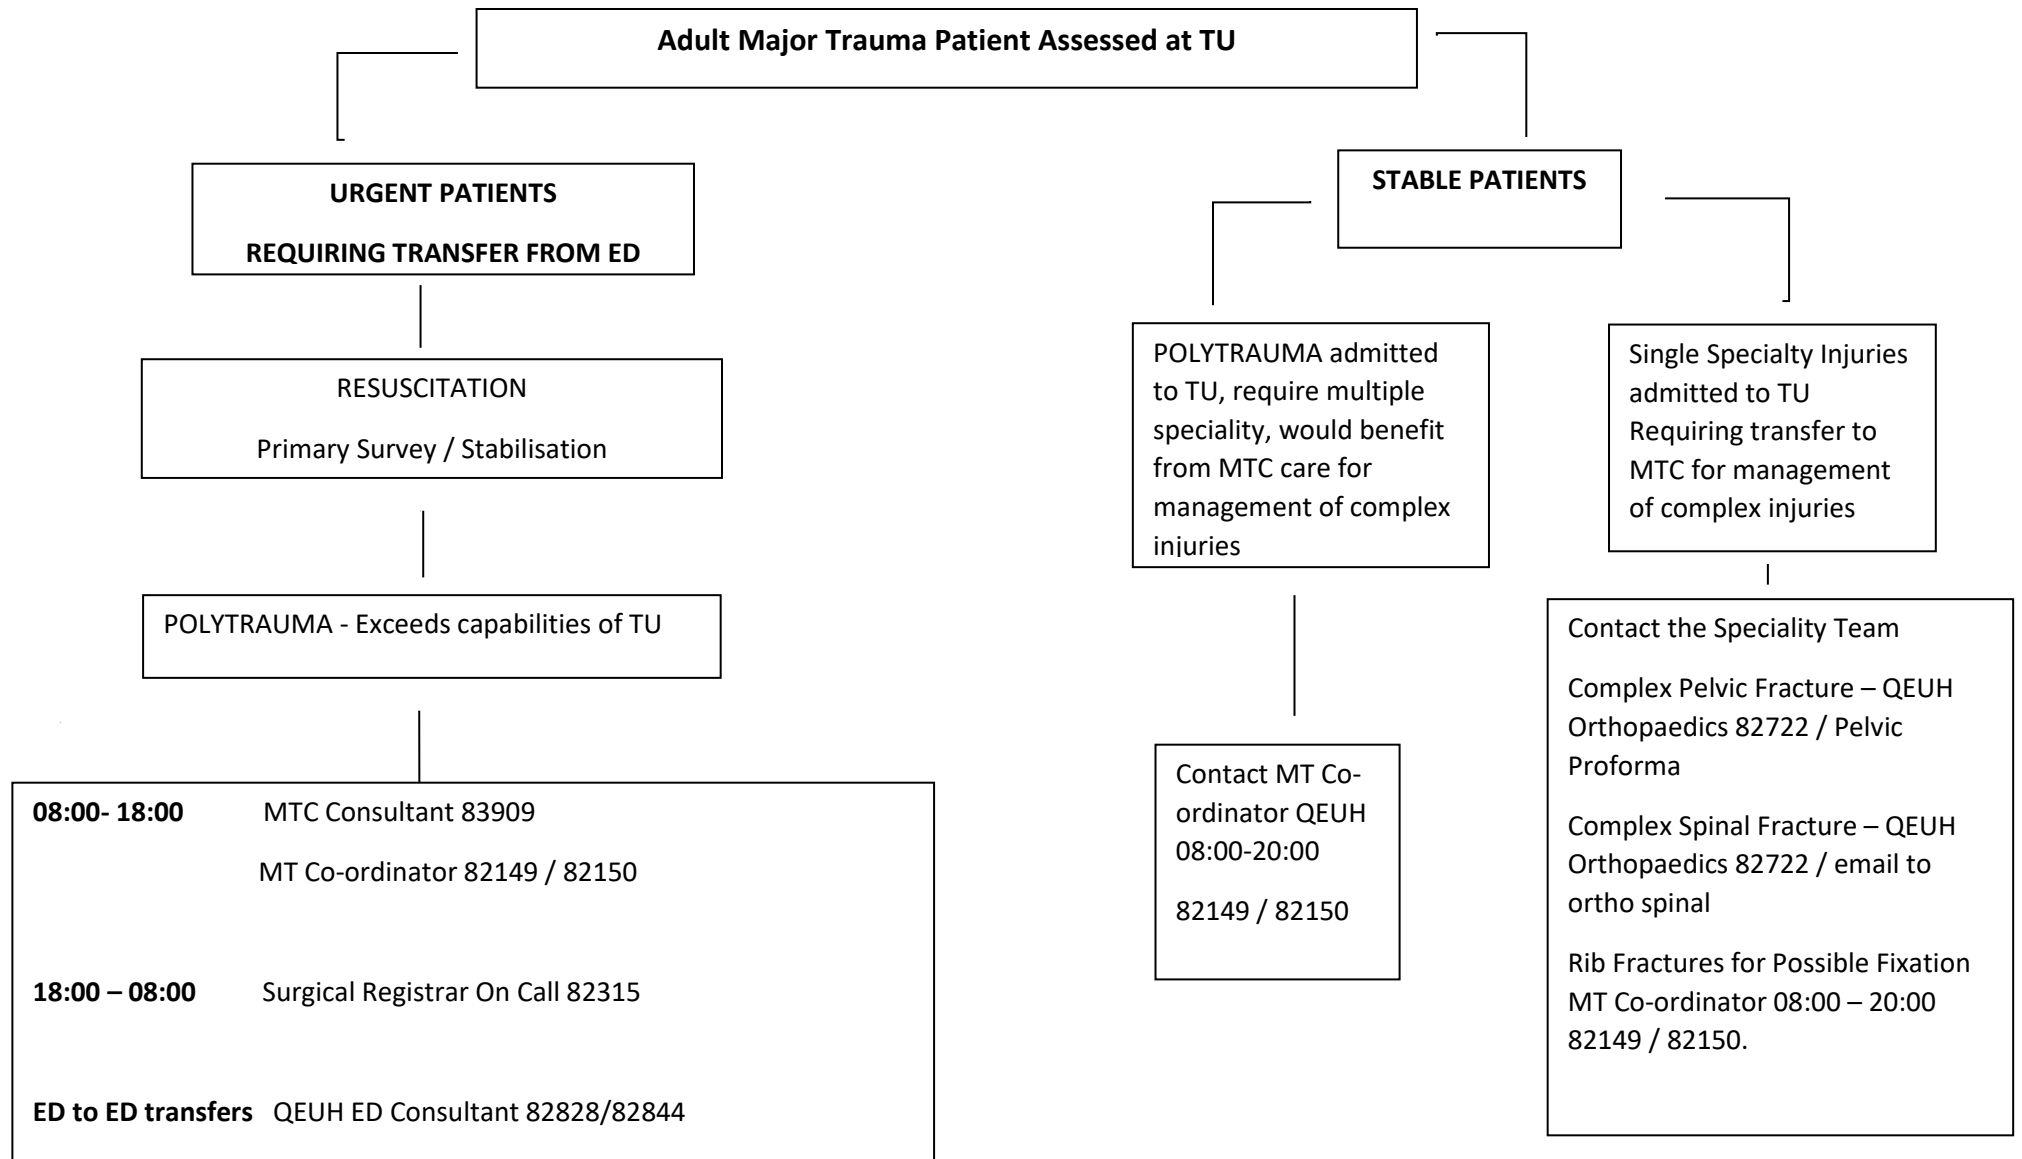 Adult Major Trauma Patient Assessed at TU
URGENT PATIENTS
REQUIRING TRANSFER FROM ED
RESUSCITATION
Primary Survey / Stabilisation
POLYTRAUMA - Exceeds capabilities of TU
08:00- 18:00 MTC Consultant 83909
MT Co-ordinator 82149 / 82150
18:00 – 08:00 Surgical Registrar On Call 82315
ED to ED transfers QEUH ED Consultant 82828/82844
STABLE PATIENTS
POLYTRAUMA admitted
to TU, require multiple
speciality, would benefit
from MTC care for
management of complex
injuries
Contact MT Co-
ordinator QEUH
08:00-20:00
82149 / 82150
Single Specialty Injuries
admitted to TU
Requiring transfer to
MTC for management
of complex injuries
Contact the Speciality Team
Complex Pelvic Fracture – QEUH
Orthopaedics 82722 / Pelvic
Proforma
Complex Spinal Fracture – QEUH
Orthopaedics 82722 / email to
ortho spinal
Rib Fractures for Possible Fixation
MT Co-ordinator 08:00 – 20:00
82149 / 82150.